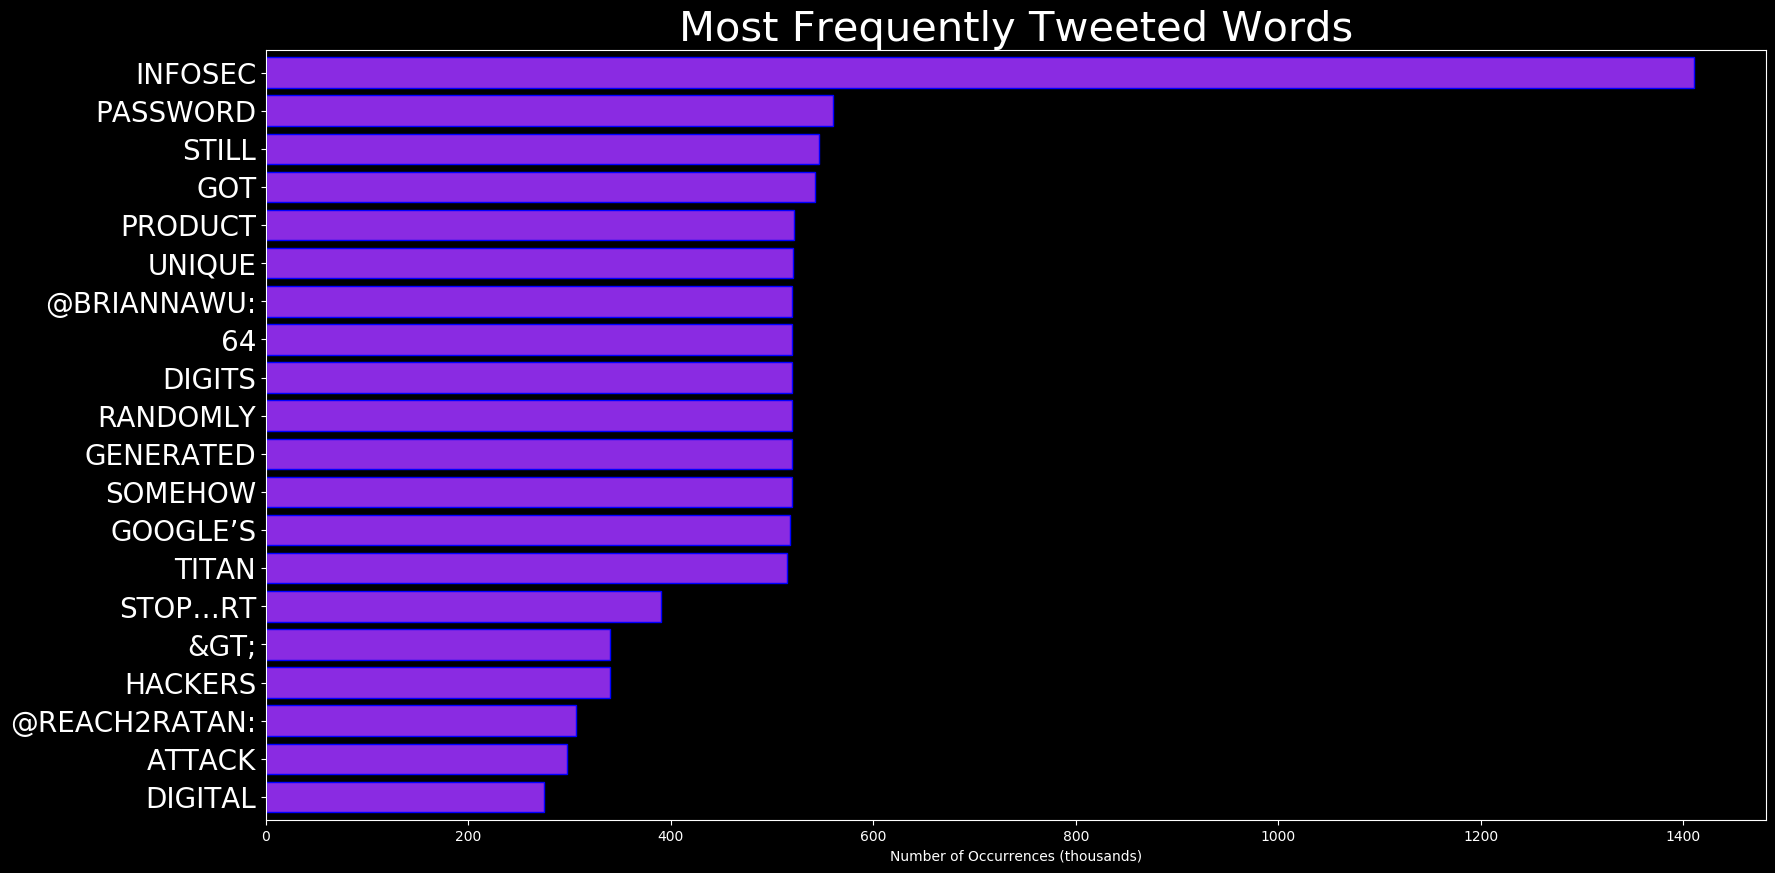 Most Frequently Tweeted Words
INFOSEC
PASSWORD
STILL
GOT
PRODUCT
UNIQUE
@BRIANNAWU:
64
DIGITS
RANDOMLY
GENERATED
SOMEHOW
GOOGLE’S
TITAN
STOP…RT
&GT;
HACKERS
@REACH2RATAN:
ATTACK
DIGITAL
0 200 400 600 800 1000 1200 1400
Number of Occurrences (thousands)